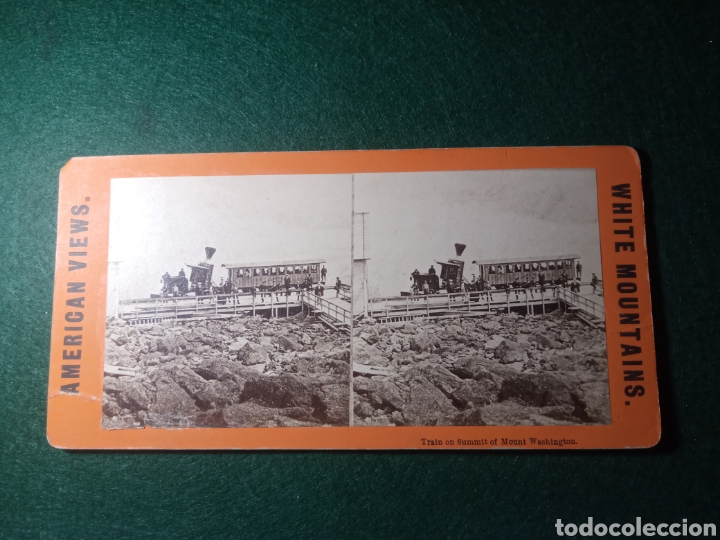 AMERICAN VIEWS.
WHITE MOUNTAINS.
Train on Summit of Mount Washington.
todocoleccion